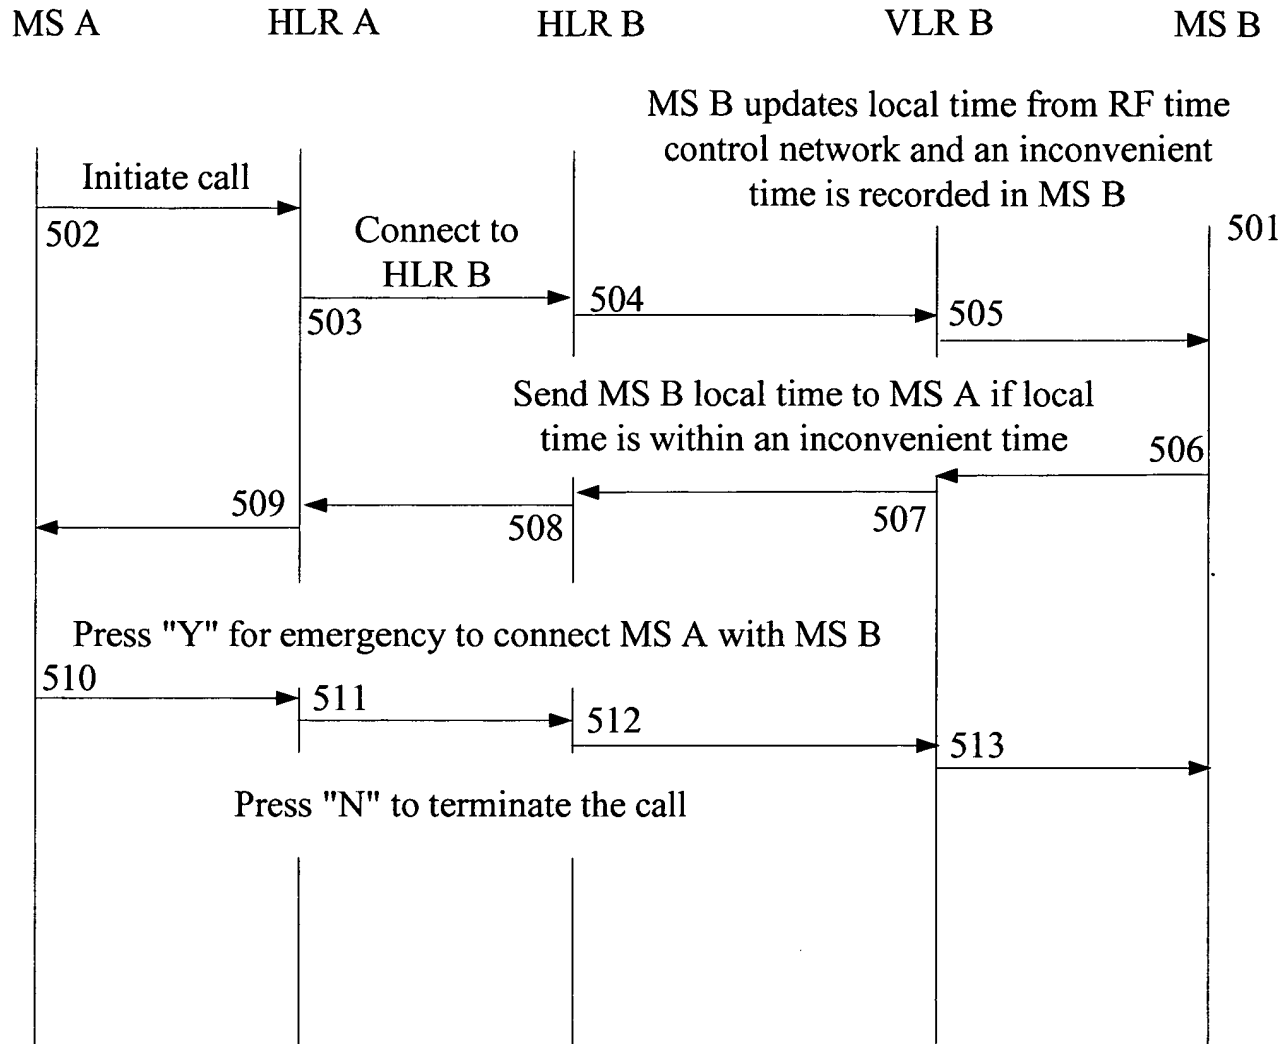 MS A HLR A HLR B VLR B MS B
MS B updates local time from RF time
control network and an inconvenient
time is recorded in MS B
Initiate call
501
502
Connect to
HLR B
503
504
505
Send MS B local time to MS A if local
time is within an inconvenient time
506
507
508
509
Press "Y" for emergency to connect MS A with MS B
510
511
512
513
Press "N" to terminate the call